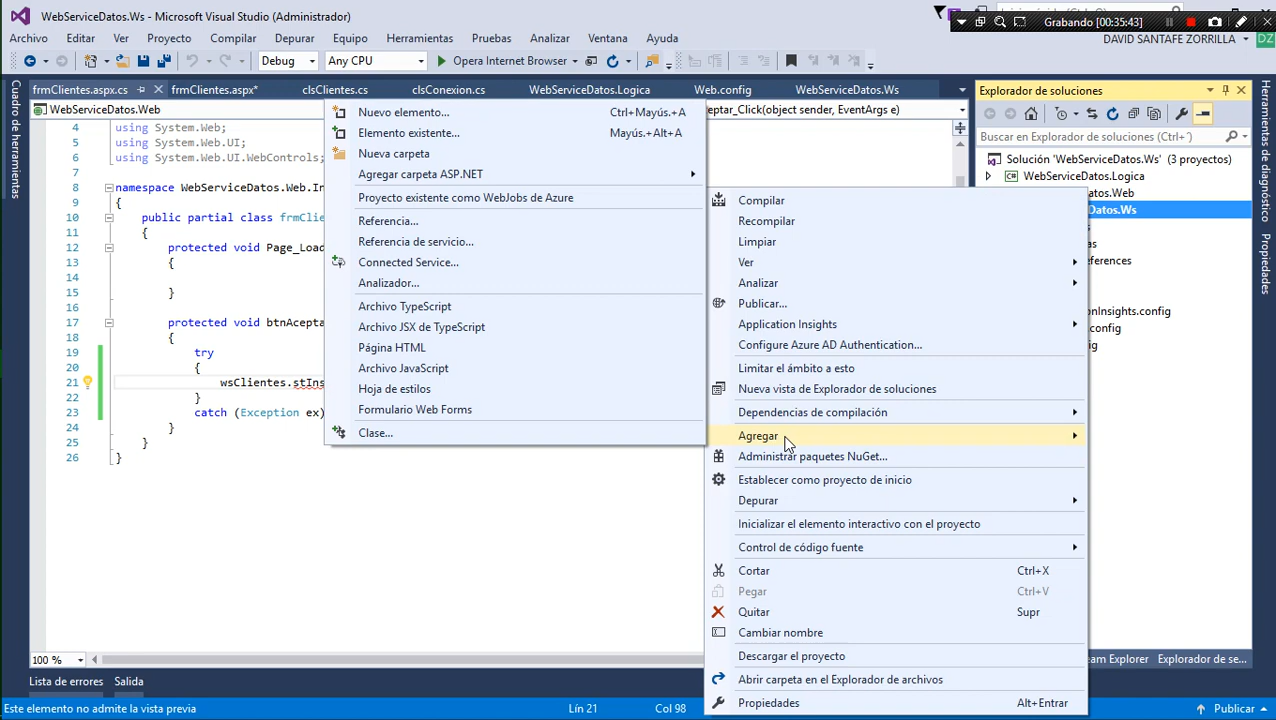 WebServiceDatos.Ws - Microsoft Visual Studio (Administrador)
Grabando [00:35:43]
Archivo Editar Ver Proyecto Compilar Depurar Equipo Herramientas Pruebas Analizar Ventana Ayuda
DAVID SANTAFE ZORRILLA DZ
Debug Any CPU Opera Internet Browser
frmClientes.aspx.cs frmClientes.aspx* clsClientes.cs clsConexion.cs WebServiceDatos.Logica Web.config WebServiceDatos.Ws
WebServiceDatos.Web
eptar_Click(object sender, EventArgs e)
Cuadro de herramientas
4 using System.Web;
5 using System.Web.UI;
6 using System.Web.UI.WebControls;
7
8 namespace WebServiceDatos.Web.In
9 {
10 public partial class frmCli
11 {
12 protected void Page_Loa
13 {
14
15 }
16
17 protected void btnAcepta
18 {
19 try
20 {
21 wsClientes.stIns
22 }
23 catch (Exception ex)
24 }
25 }
26 }
Nuevo elemento... Ctrl+Mayús.+A
Elemento existente... Mayús.+Alt+A
Nueva carpeta
Agregar carpeta ASP.NET
Proyecto existente como WebJobs de Azure
Referencia...
Referencia de servicio...
Connected Service...
Analizador...
Archivo TypeScript
Archivo JSX de TypeScript
Página HTML
Archivo JavaScript
Hoja de estilos
Formulario Web Forms
Clase...
Compilar
Recompilar
Limpiar
Ver
Analizar
Publicar...
Application Insights
Configure Azure AD Authentication...
Limitar el ámbito a esto
Nueva vista de Explorador de soluciones
Dependencias de compilación
Agregar
Administrar paquetes NuGet...
Establecer como proyecto de inicio
Depurar
Inicializar el elemento interactivo con el proyecto
Control de código fuente
Cortar Ctrl+X
Pegar Ctrl+V
Quitar Supr
Cambiar nombre
Descargar el proyecto
Abrir carpeta en el Explorador de archivos
Propiedades Alt+Entrar
Explorador de soluciones
Buscar en Explorador de soluciones (Ctrl+´)
Solución 'WebServiceDatos.Ws' (3 proyectos)
WebServiceDatos.Logica
Datos.Web
Datos.Ws
s
as
eferences
onInsights.config
config
eam Explorer Explorador de se...
Herramientas de diagnóstico
Propiedades
100 %
Lista de errores Salida
Este elemento no admite la vista previa Lín 21 Col 98 Publicar